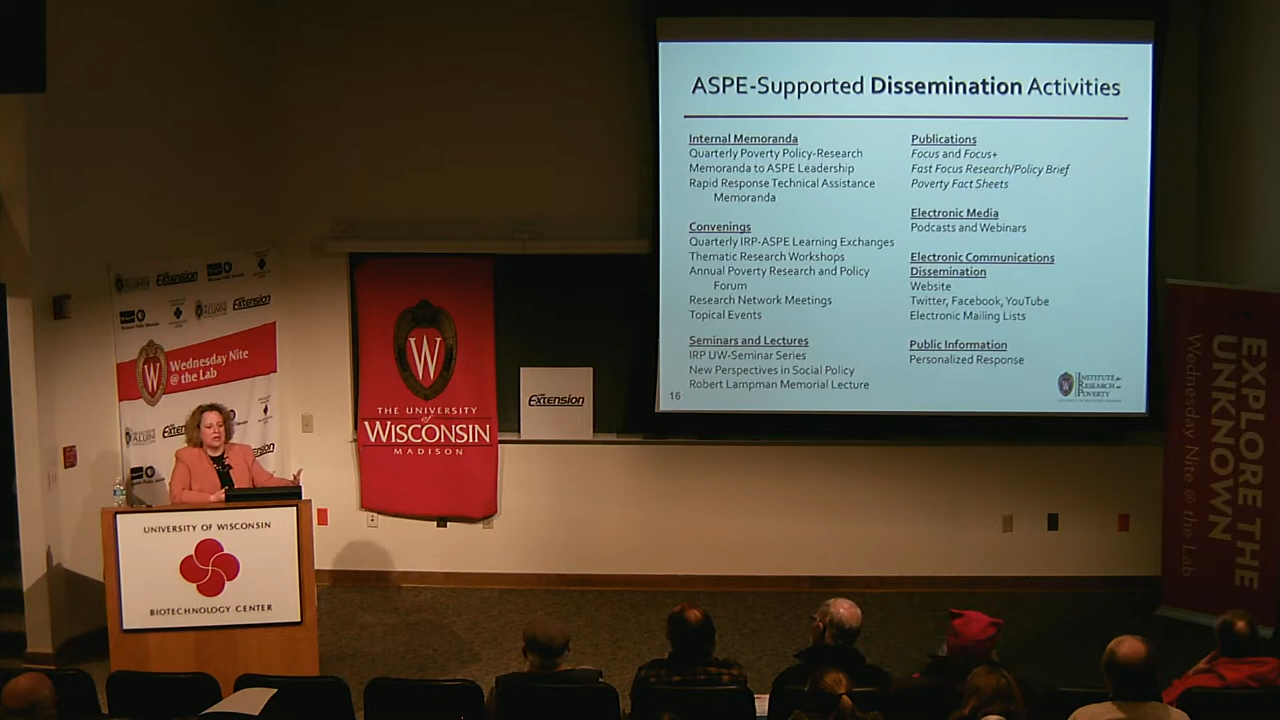 ASPE-Supported Dissemination Activities
Internal Memoranda
Quarterly Poverty Policy-Research
Memoranda to ASPE Leadership
Rapid Response Technical Assistance
Memoranda
Convenings
Quarterly IRP-ASPE Learning Exchanges
Thematic Research Workshops
Annual Poverty Research and Policy
Forum
Research Network Meetings
Topical Events
Seminars and Lectures
IRP UW-Seminar Series
New Perspectives in Social Policy
Robert Lampman Memorial Lecture
Publications
Focus and Focus+
Fast Focus Research/Policy Brief
Poverty Fact Sheets
Electronic Media
Podcasts and Webinars
Electronic Communications
Dissemination
Website
Twitter, Facebook, YouTube
Electronic Mailing Lists
Public Information
Personalized Response
16
INSTITUTE for
RESEARCH on
POVERTY
Extension
Extension
Wednesday Nite
@ the Lab
W
THE UNIVERSITY
of
WISCONSIN
MADISON
Extension
UNIVERSITY OF WISCONSIN
BIOTECHNOLOGY CENTER
EXPLORE THE
UNKNOWN
Wednesday Nite @ the Lab